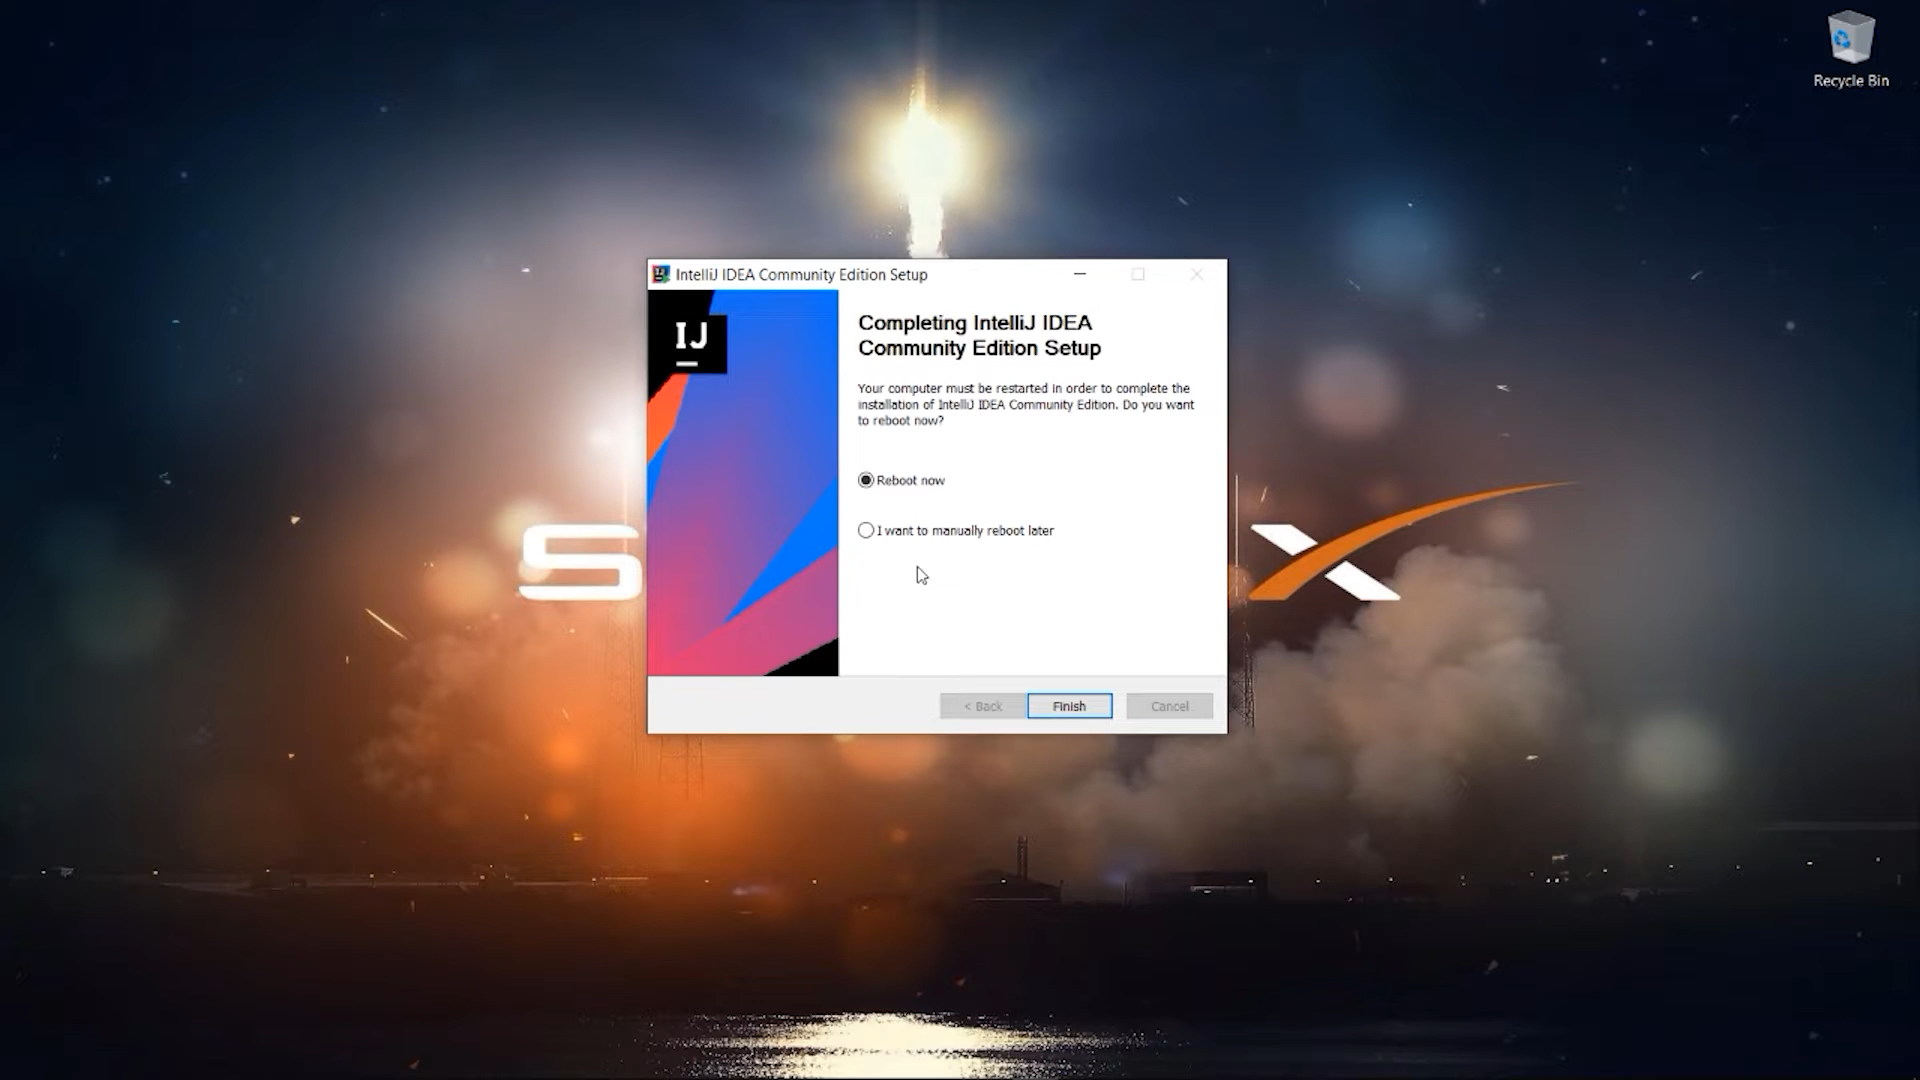 Recycle Bin
IntelliJ IDEA Community Edition Setup
IJ
Completing IntelliJ IDEA
Community Edition Setup
Your computer must be restarted in order to complete the
installation of IntelliJ IDEA Community Edition. Do you want
to reboot now?
Reboot now
I want to manually reboot later
S X
< Back Finish Cancel